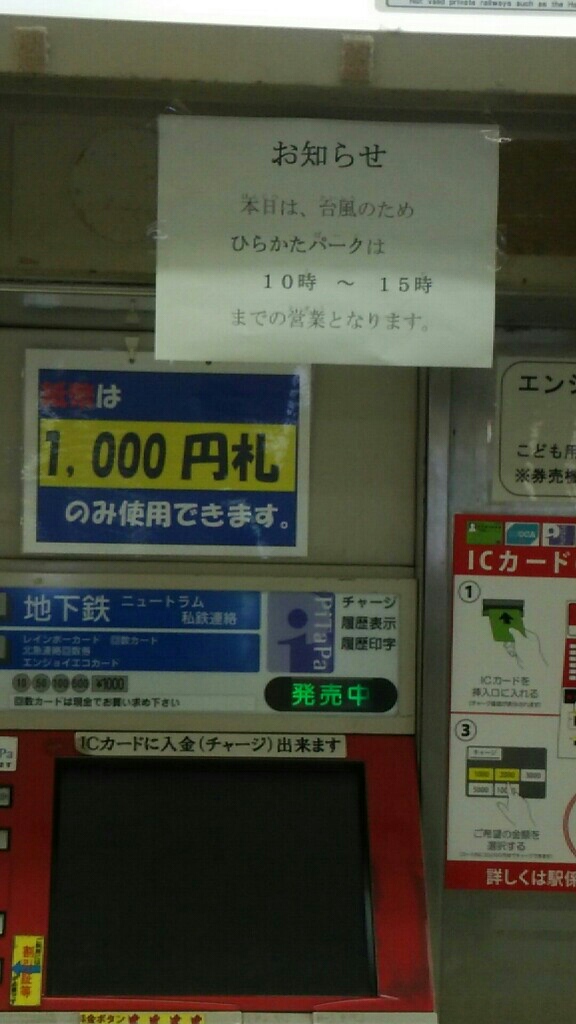 お知らせ
本日は、台風のため
ひらかたパークは
10時 ~ 15時
までの営業となります。
紙幣は
1,000円札
のみ使用できます。
地下鉄 ニュートラム
私鉄連絡
レインボーカード 回数カード
北急連絡回数券
エンジョイエコカード
10 50 100 500 ¥1000
回数カードは現金でお買い求め下さい
PiTaPa
チャージ
履歴表示
履歴印字
発売中
ICカードに入金(チャージ)出来ます
Pa
エンジ
こども用
※券売機
ICカード
1
ICカードを
挿入口に入れる
3
チャージ
1000 2000 3000
5000
ご希望の金額を
選択する
詳しくは駅係
割引証等